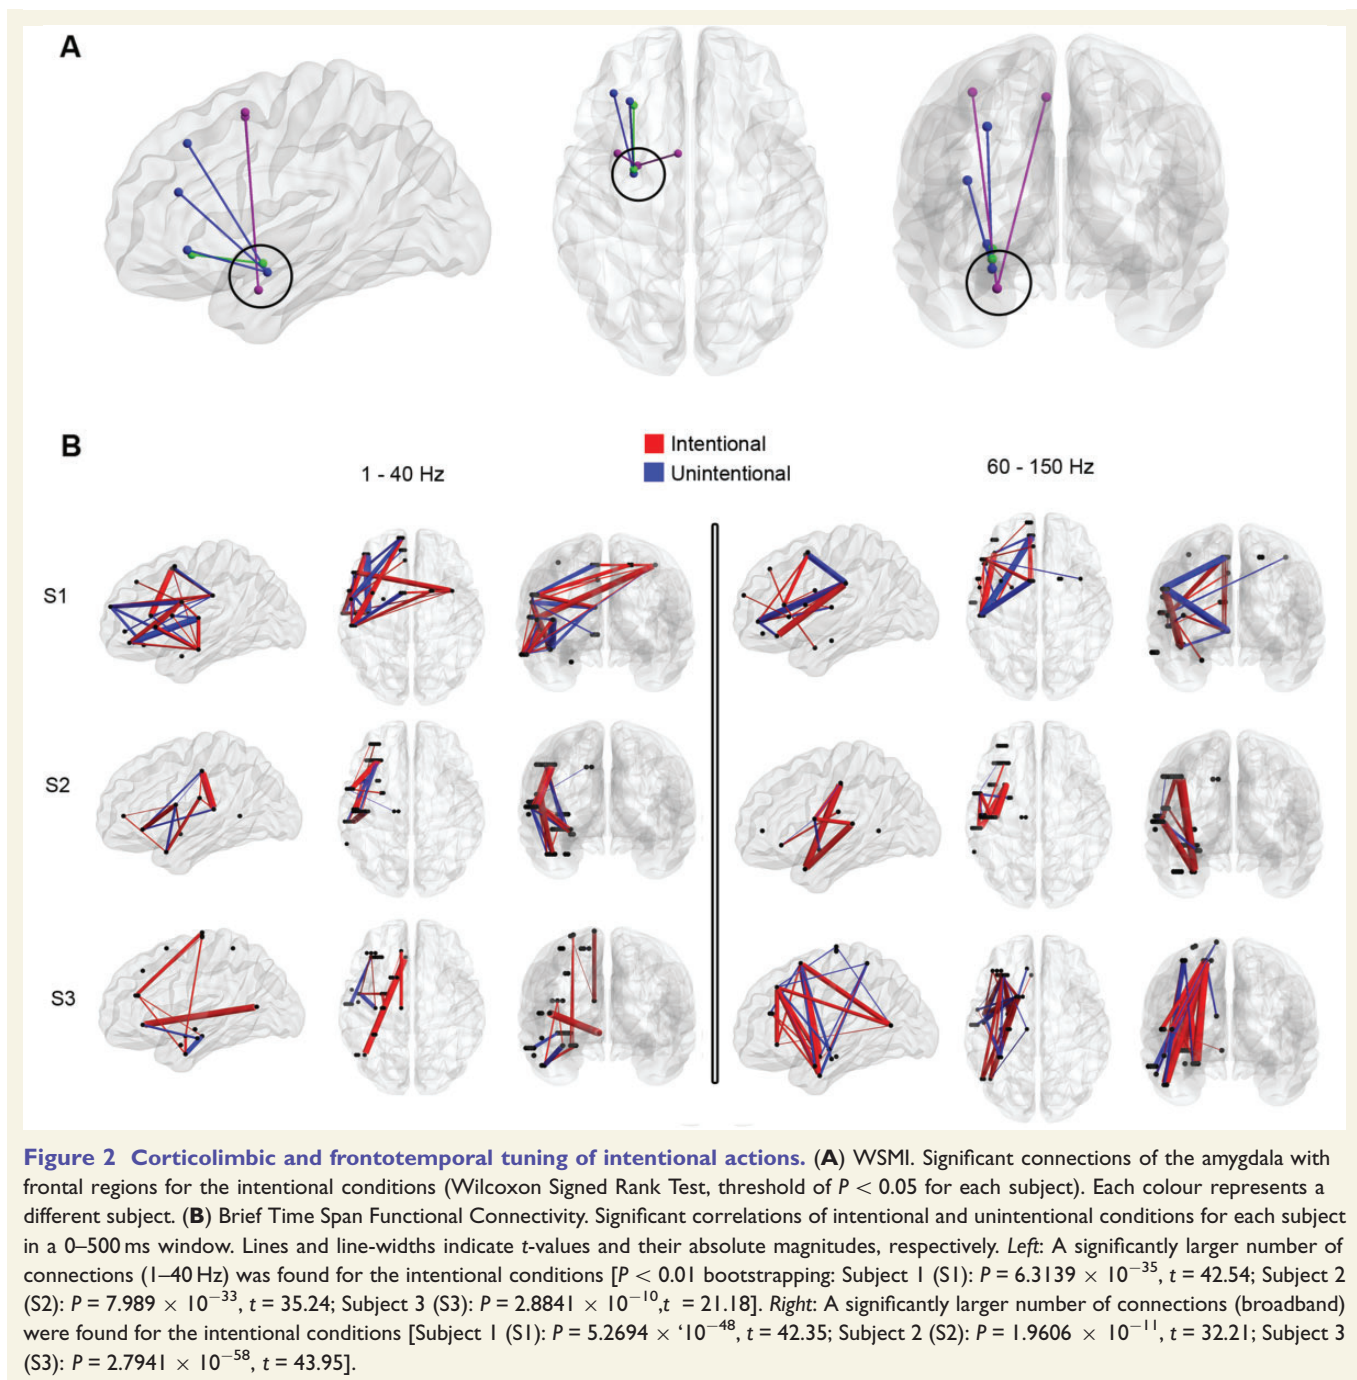 A
B
Intentional
Unintentional
1 - 40 Hz
60 - 150 Hz
S1
S2
S3
Figure 2 Corticolimbic and frontotemporal tuning of intentional actions. (A) WSMI. Significant connections of the amygdala with
frontal regions for the intentional conditions (Wilcoxon Signed Rank Test, threshold of P < 0.05 for each subject). Each colour represents a
different subject. (B) Brief Time Span Functional Connectivity. Significant correlations of intentional and unintentional conditions for each subject
in a 0–500 ms window. Lines and line-widths indicate t-values and their absolute magnitudes, respectively. Left: A significantly larger number of
connections (1–40 Hz) was found for the intentional conditions [P < 0.01 bootstrapping: Subject 1 (S1): P = 6.3139 × 10⁻³⁵, t = 42.54; Subject 2
(S2): P = 7.989 × 10⁻³³, t = 35.24; Subject 3 (S3): P = 2.8841 × 10⁻¹⁰,t = 21.18]. Right: A significantly larger number of connections (broadband)
were found for the intentional conditions [Subject 1 (S1): P = 5.2694 × ‘10⁻⁴⁸, t = 42.35; Subject 2 (S2): P = 1.9606 × 10⁻¹¹, t = 32.21; Subject 3
(S3): P = 2.7941 × 10⁻⁵⁸, t = 43.95].